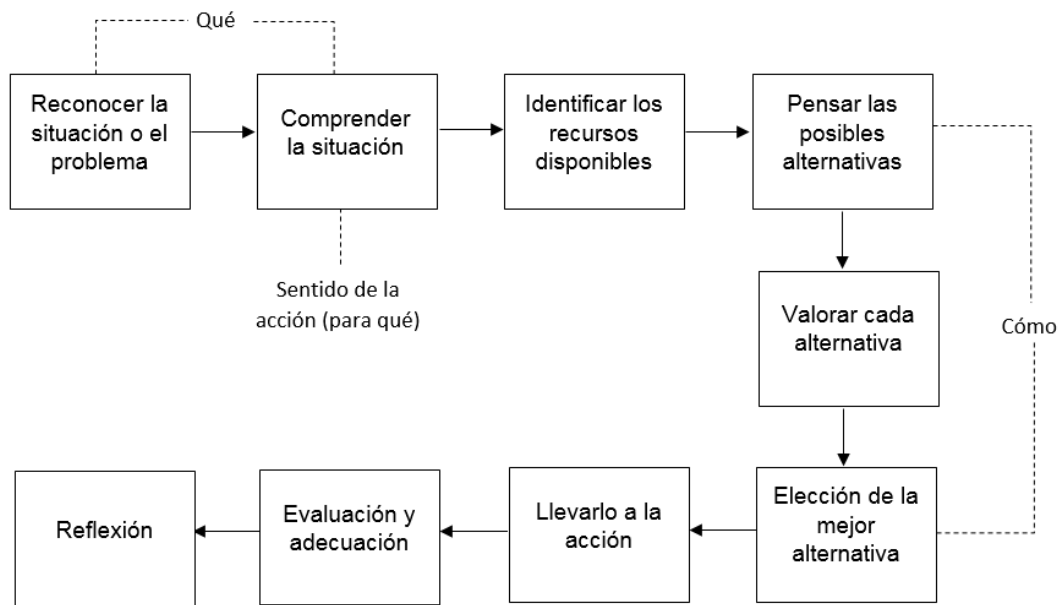 Qué
Reconocer la
situación o el
problema
Comprender
la situación
Identificar los
recursos
disponibles
Pensar las
posibles
alternativas
Sentido de la
acción (para qué)
Valorar cada
alternativa
Cómo
Elección de la
mejor
alternativa
Llevarlo a la
acción
Evaluación y
adecuación
Reflexión